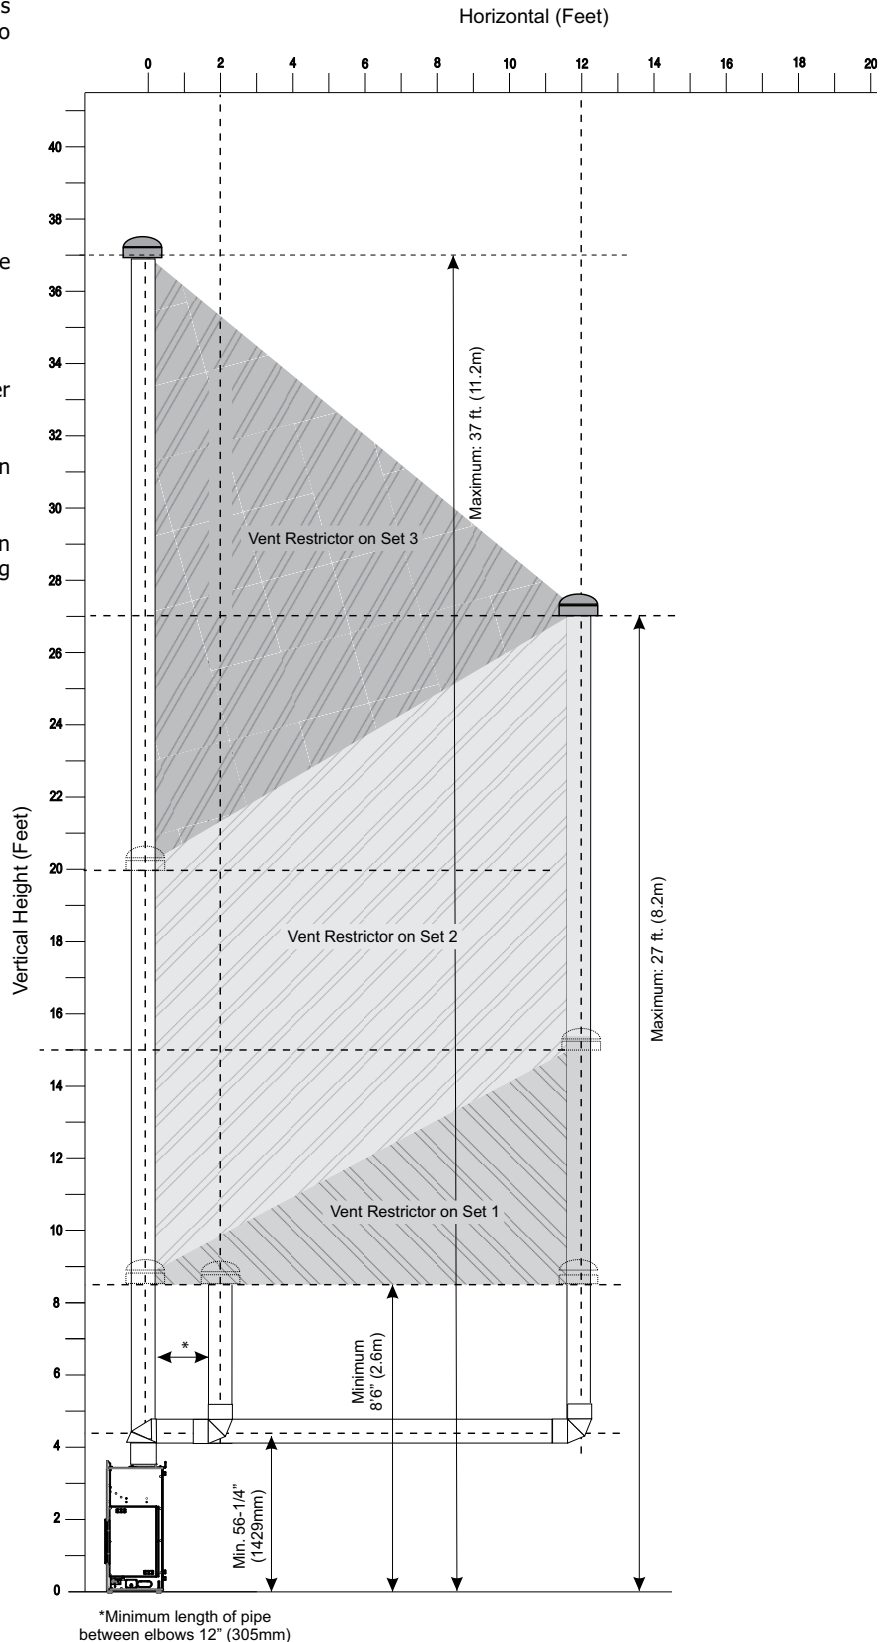 s
o
e
er
n
n
g
Horizontal (Feet)
0 2 4 6 8 10 12 14 16 18 20
40
38
36
34
32
30
28
26
24
22
20
18
16
14
12
10
8
6
4
2
0
Vertical Height (Feet)
Maximum: 37 ft. (11.2m)
Vent Restrictor on Set 3
Vent Restrictor on Set 2
Maximum: 27 ft. (8.2m)
Vent Restrictor on Set 1
*
Minimum
8'6" (2.6m)
Min. 56-1/4"
(1429mm)
*Minimum length of pipe
between elbows 12" (305mm)